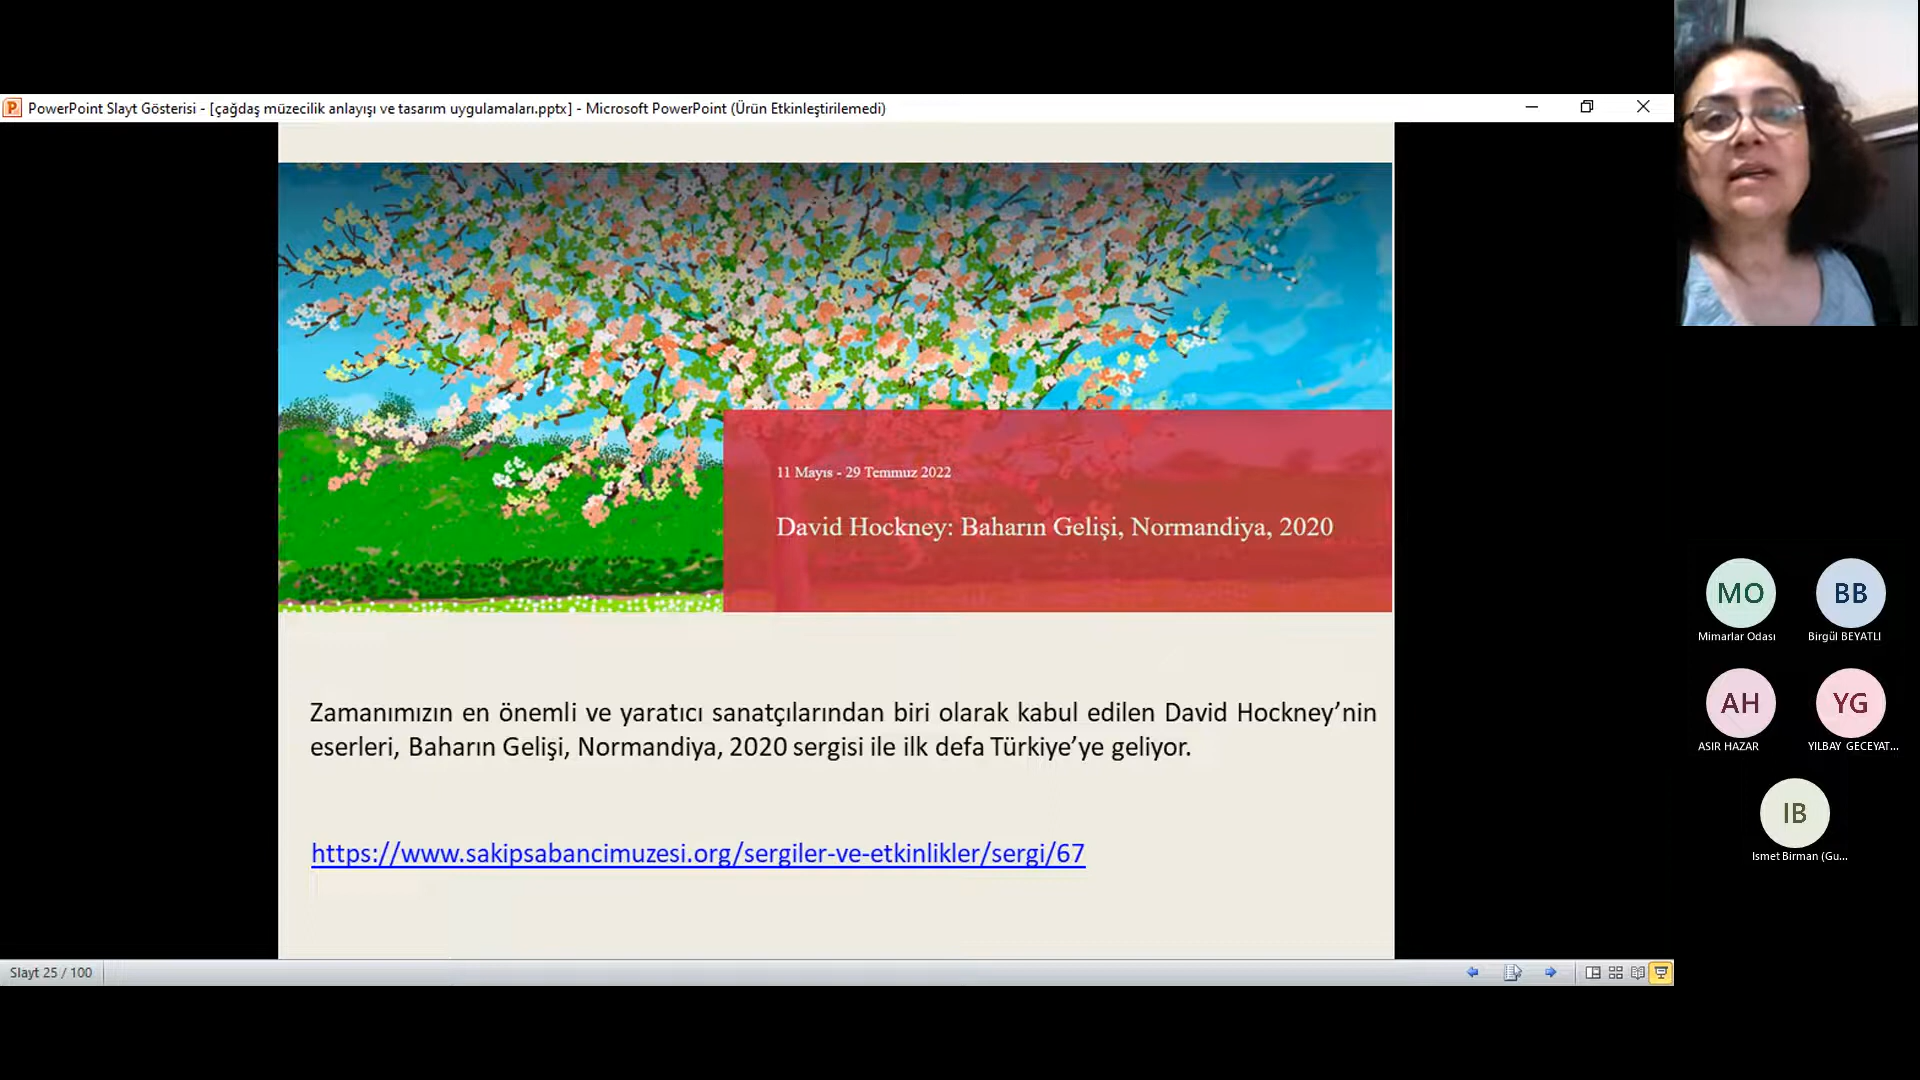 PowerPoint Slayt Gösterisi - [çağdaş müzecilik anlayışı ve tasarım uygulamaları.pptx] - Microsoft PowerPoint (Ürün Etkinleştirilemedi)
11 Mayıs - 29 Temmuz 2022
David Hockney: Baharın Gelişi, Normandiya, 2020
Zamanımızın en önemli ve yaratıcı sanatçılarından biri olarak kabul edilen David Hockney’nin
eserleri, Baharın Gelişi, Normandiya, 2020 sergisi ile ilk defa Türkiye’ye geliyor.
https://www.sakipsabancimuzesi.org/sergiler-ve-etkinlikler/sergi/67
Slayt 25 / 100
MO
Mimarlar Odası
BB
Birgül BEYATLI
AH
ASIR HAZAR
YG
YILBAY GECEYAT...
IB
Ismet Birman (Gu...